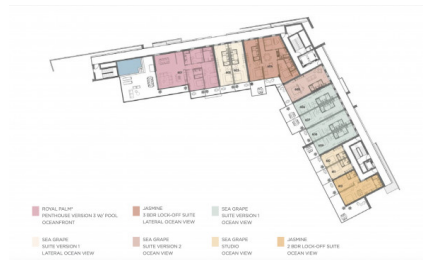 ROYAL PALM®
PENTHOUSE VERSION 3 W/ POOL
OCEANFRONT
JASMINE
3 BDR LOCK-OFF SUITE
LATERAL OCEAN VIEW
SEA GRAPE
SUITE VERSION 1
OCEAN VIEW
SEA GRAPE
SUITE VERSION 1
LATERAL OCEAN VIEW
SEA GRAPE
SUITE VERSION 2
OCEAN VIEW
SEA GRAPE
STUDIO
OCEAN VIEW
JASMINE
2 BDR LOCK-OFF SUITE
OCEAN VIEW